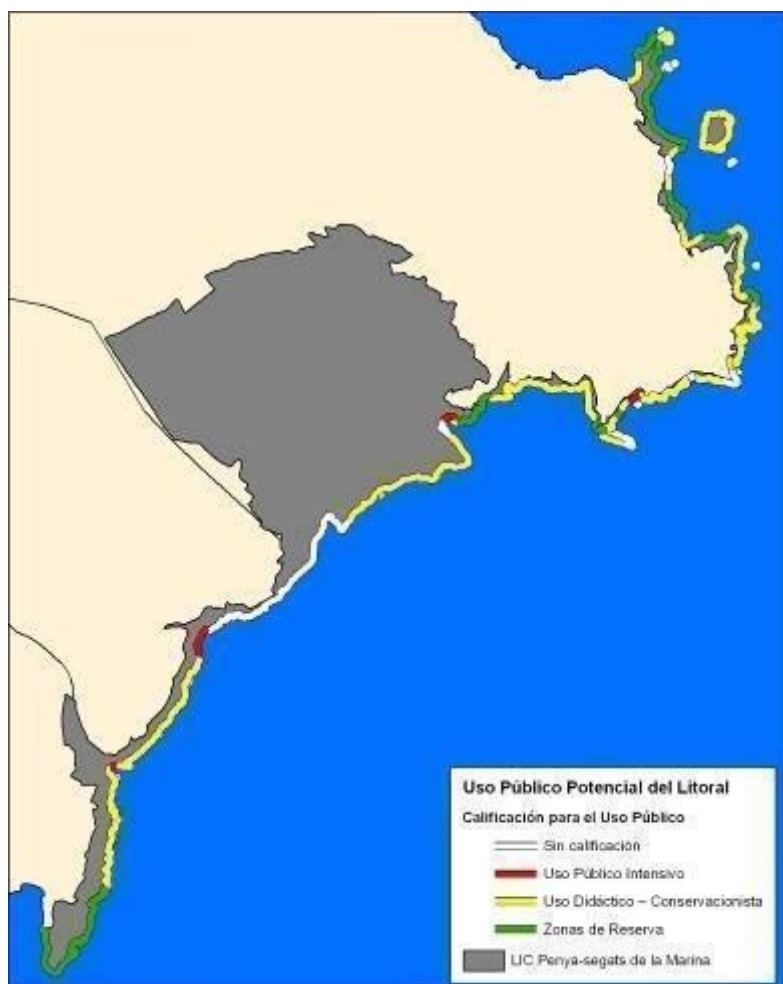 Uso Público Potencial del Litoral
Calificación para el Uso Público
Sin calificación
Uso Público Intensivo
Uso Didáctico – Conservacionista
Zonas de Reserva
LIC Penya-segats de la Marina